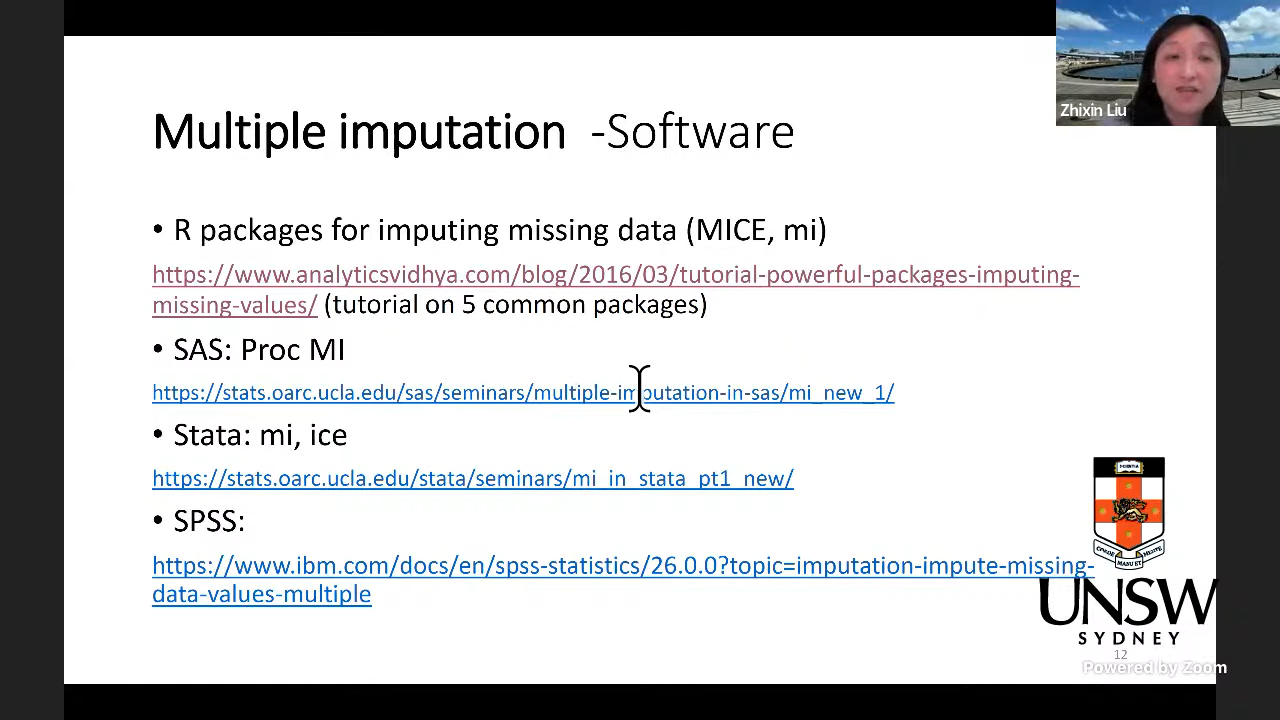 Zhixin Liu
Multiple imputation -Software
• R packages for imputing missing data (MICE, mi)
https://www.analyticsvidhya.com/blog/2016/03/tutorial-powerful-packages-imputing-
missing-values/ (tutorial on 5 common packages)
• SAS: Proc MI
https://stats.oarc.ucla.edu/sas/seminars/multiple-imputation-in-sas/mi_new_1/
• Stata: mi, ice
https://stats.oarc.ucla.edu/stata/seminars/mi_in_stata_pt1_new/
• SPSS:
https://www.ibm.com/docs/en/spss-statistics/26.0.0?topic=imputation-impute-missing-
data-values-multiple
SCIENTIA
MANU ET
UNSW
SYDNEY
12
Powered by Zoom